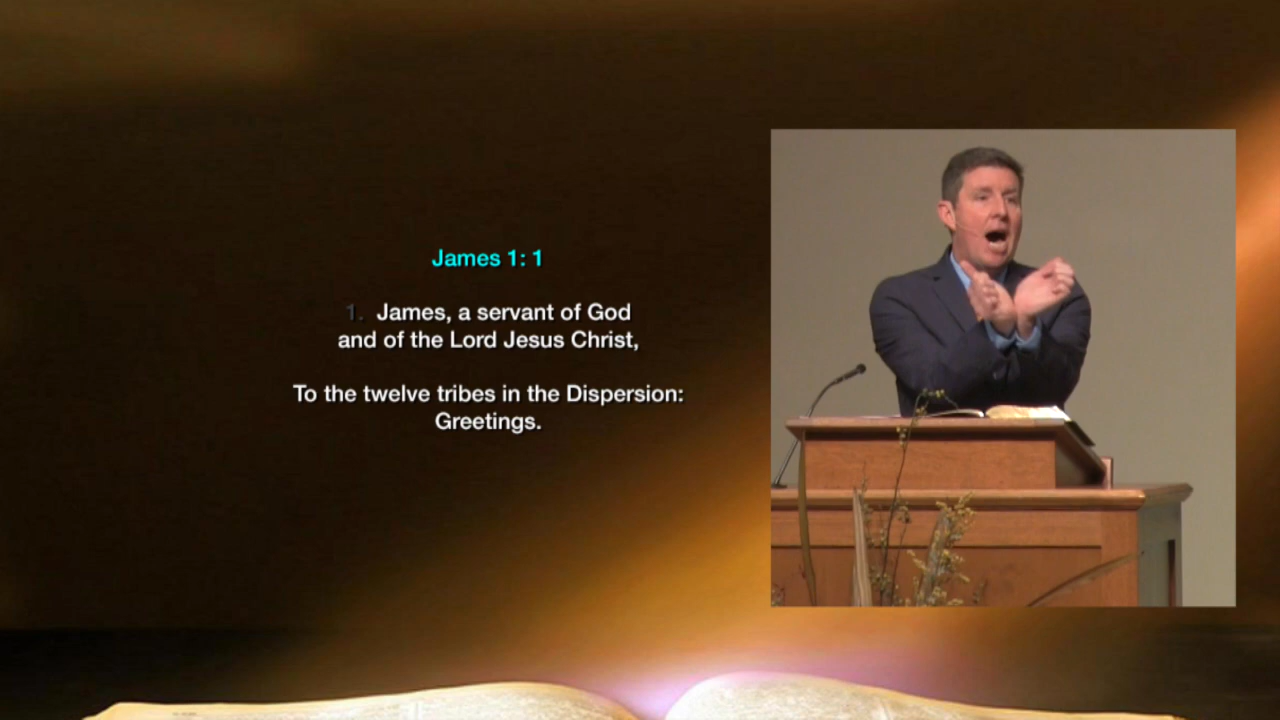 James 1: 1
1. James, a servant of God
and of the Lord Jesus Christ,
To the twelve tribes in the Dispersion:
Greetings.